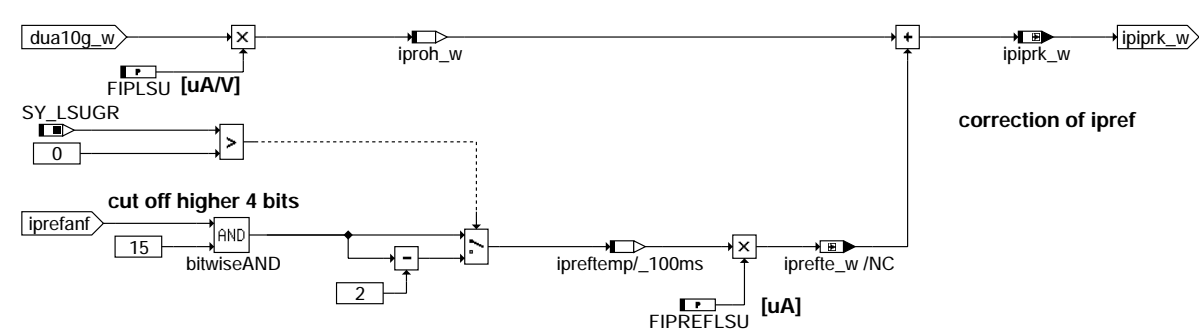 dua10g_w
×
iproh_w
+
ipiprk_w
ipiprk_w
P
FIPLSU [uA/V]
SY_LSUGR
0
>
correction of ipref
cut off higher 4 bits
iprefanf
15
AND
bitwiseAND
-
2
ipreftemp/_100ms
×
iprefte_w /NC
P
FIPREFLSU [uA]